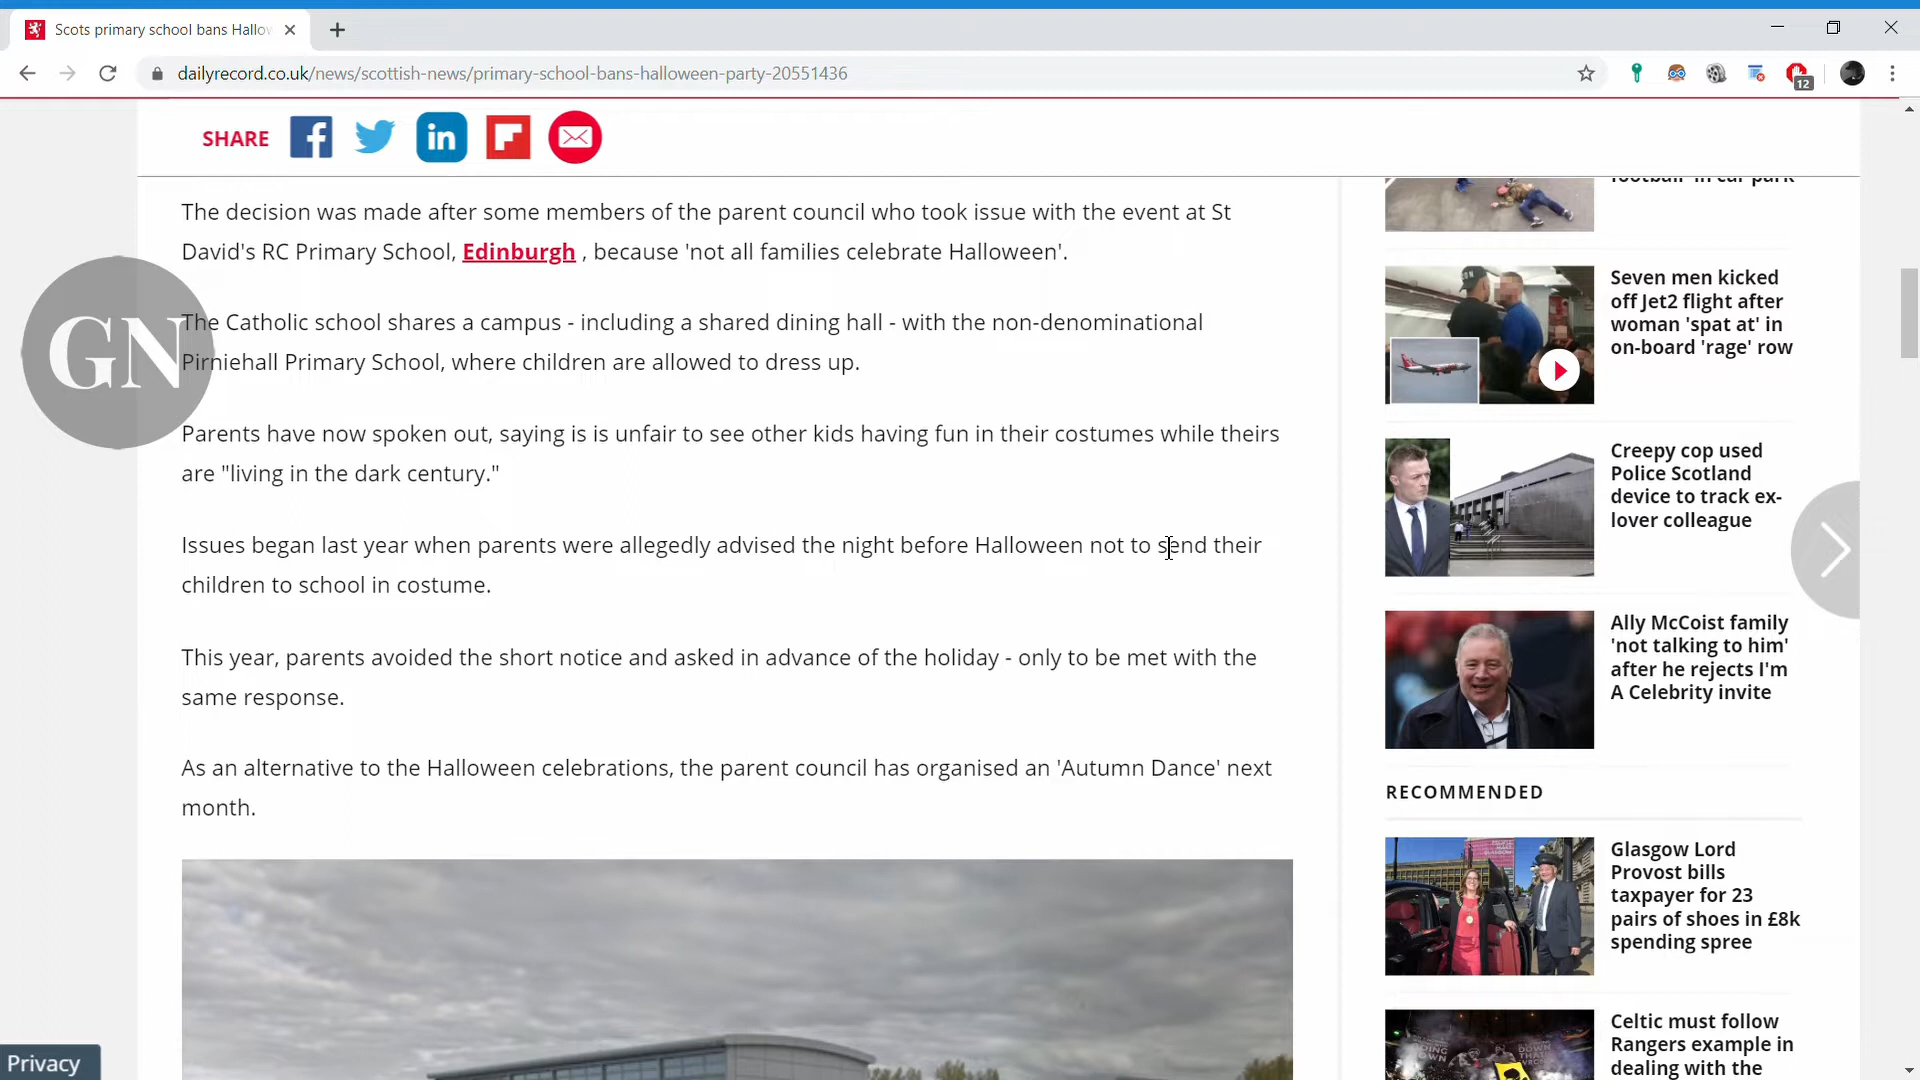 Scots primary school bans Hallo
dailyrecord.co.uk/news/scottish-news/primary-school-bans-halloween-party-20551436
12
SHARE
The decision was made after some members of the parent council who took issue with the event at St
David's RC Primary School, Edinburgh , because 'not all families celebrate Halloween'.
The Catholic school shares a campus - including a shared dining hall - with the non-denominational
Pirniehall Primary School, where children are allowed to dress up.
GN
Parents have now spoken out, saying is is unfair to see other kids having fun in their costumes while theirs
are "living in the dark century."
Issues began last year when parents were allegedly advised the night before Halloween not to send their
children to school in costume.
This year, parents avoided the short notice and asked in advance of the holiday - only to be met with the
same response.
As an alternative to the Halloween celebrations, the parent council has organised an 'Autumn Dance' next
month.
Privacy
football' in car park
Seven men kicked
off Jet2 flight after
woman 'spat at' in
on-board 'rage' row
Creepy cop used
Police Scotland
device to track ex-
lover colleague
Ally McCoist family
'not talking to him'
after he rejects I'm
A Celebrity invite
RECOMMENDED
Glasgow Lord
Provost bills
taxpayer for 23
pairs of shoes in £8k
spending spree
Celtic must follow
Rangers example in
dealing with the